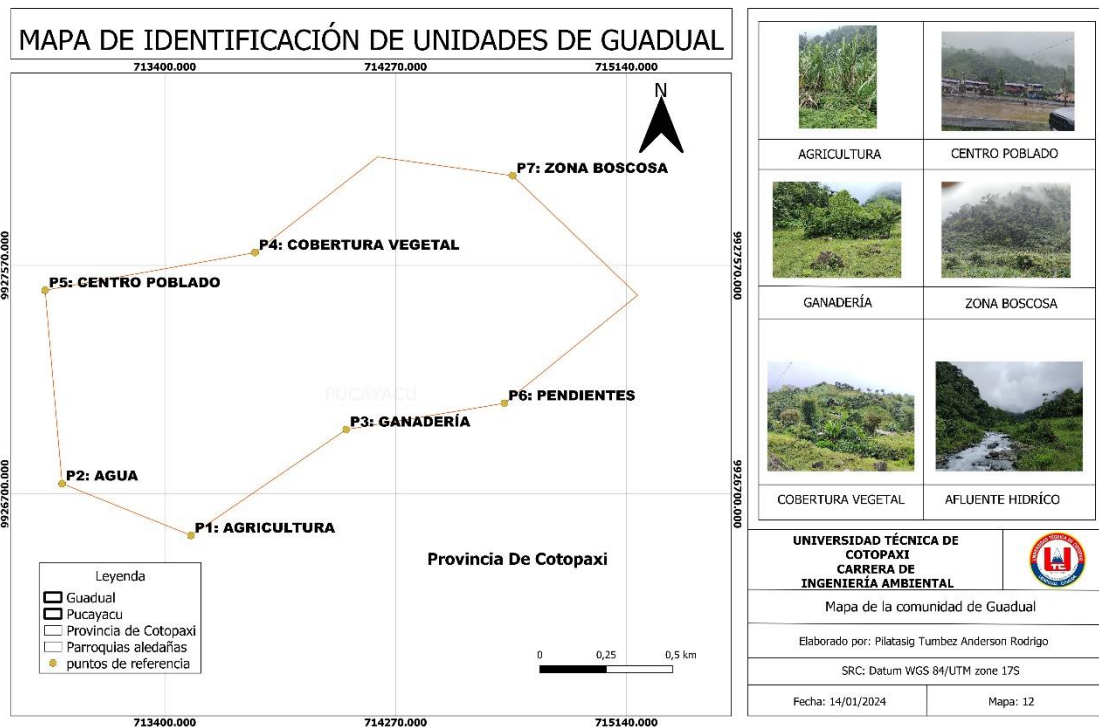 MAPA DE IDENTIFICACIÓN DE UNIDADES DE GUADUAL
713400.000 714270.000 715140.000
N
P7: ZONA BOSCOSA
P4: COBERTURA VEGETAL
9927570.000 9927570.000
P5: CENTRO POBLADO
PUCAYACU
P6: PENDIENTES
P3: GANADERÍA
P2: AGUA
9926700.000 9926700.000
P1: AGRICULTURA
Provincia De Cotopaxi
Leyenda
Guadual
Pucayacu
Provincia de Cotopaxi
Parroquias aledañas
puntos de referencia
0 0,25 0,5 km
713400.000 714270.000 715140.000
AGRICULTURA CENTRO POBLADO
GANADERÍA ZONA BOSCOSA
COBERTURA VEGETAL AFLUENTE HIDRÍCO
UNIVERSIDAD TÉCNICA DE
COTOPAXI
CARRERA DE
INGENIERÍA AMBIENTAL
Mapa de la comunidad de Guadual
Elaborado por: Pilatasig Tumbez Anderson Rodrigo
SRC: Datum WGS 84/UTM zone 17S
Fecha: 14/01/2024 Mapa: 12